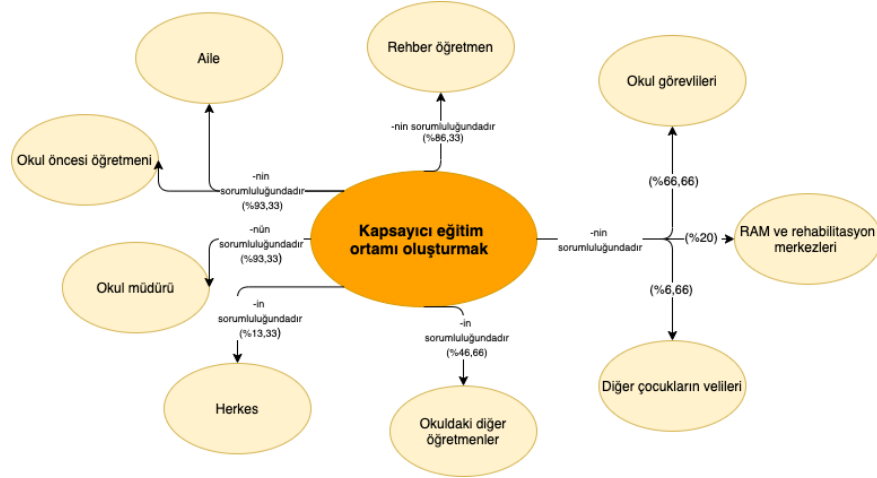 Aile
Rehber öğretmen
Okul görevlileri
-nin sorumluluğundadır
(%86,33)
Okul öncesi öğretmeni
-nin
sorumluluğundadır
(%93,33)
(%66,66)
Kapsayıcı eğitim
ortamı oluşturmak
-nün
sorumluluğundadır
(%93,33)
-nin
sorumluluğundadır
(%20)
RAM ve rehabilitasyon
merkezleri
Okul müdürü
(%6,66)
-in
sorumluluğundadır
(%13,33)
-in
sorumluluğundadır
(%46,66)
Diğer çocukların velileri
Herkes
Okuldaki diğer
öğretmenler